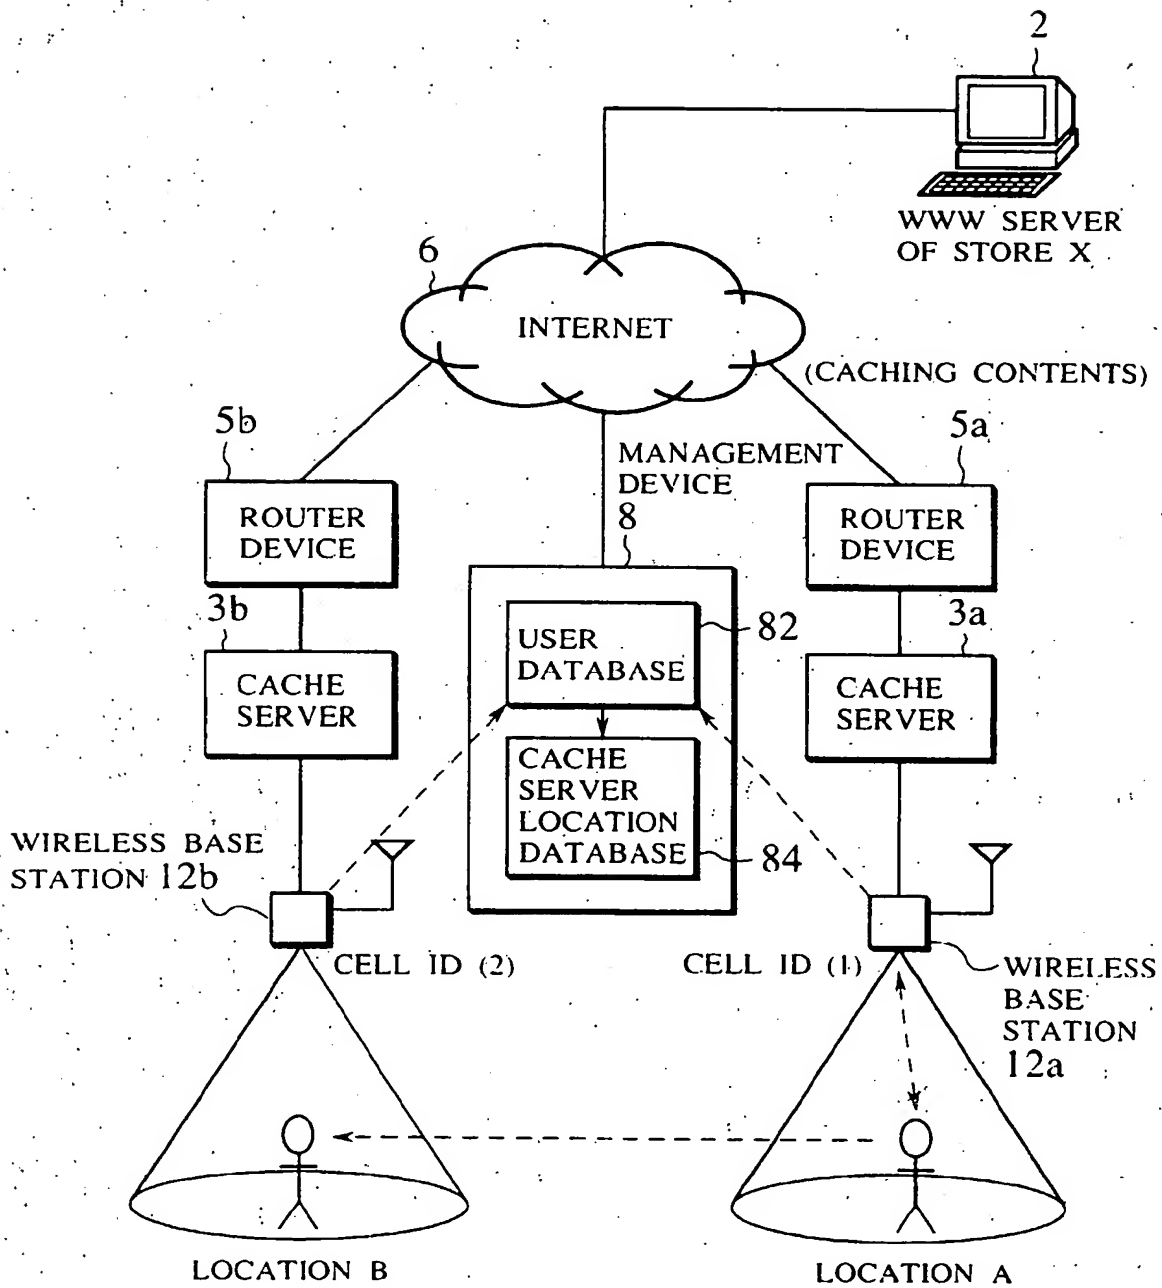 2
WWW SERVER
OF STORE X
6
INTERNET
(CACHING CONTENTS)
5b
MANAGEMENT
DEVICE
8
5a
ROUTER
DEVICE
ROUTER
DEVICE
3b
USER
DATABASE
82
3a
CACHE
SERVER
CACHE
SERVER
LOCATION
DATABASE
84
CACHE
SERVER
WIRELESS BASE
STATION 12b
CELL ID (2)
CELL ID (1)
WIRELESS
BASE
STATION
12a
LOCATION B
LOCATION A